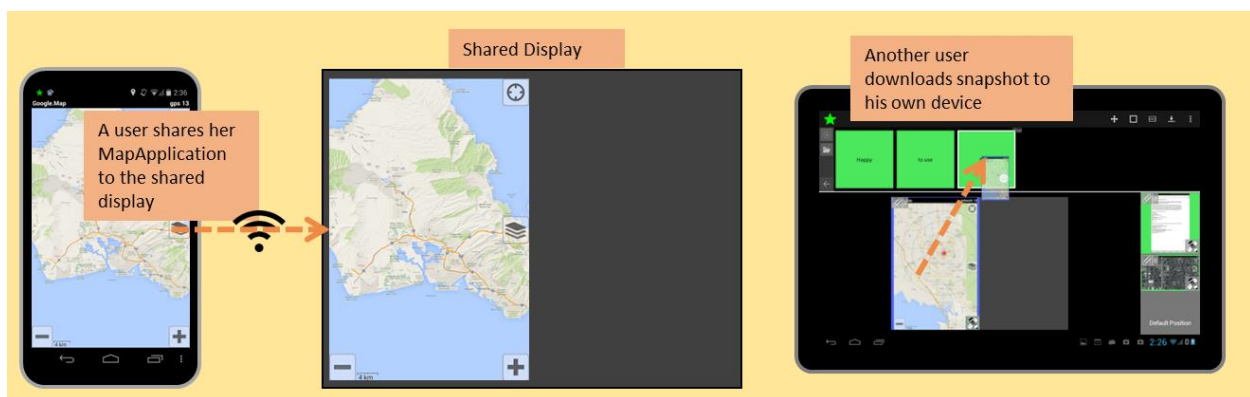 2:36
Google.Map gps 13
A user shares her
MapApplication
to the shared
display
4 km
Shared Display
4 km
Another user
downloads snapshot to
his own device
Happy
to use
Default Position
2:26